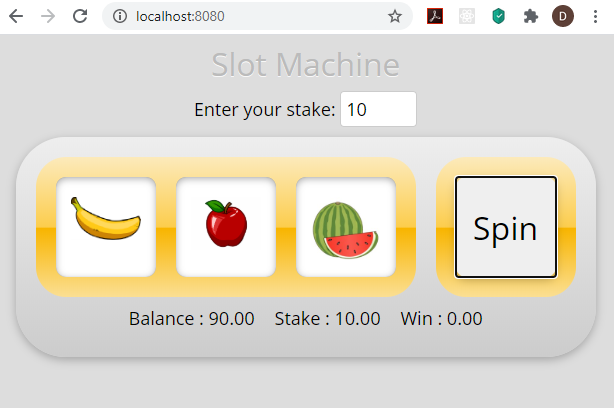 localhost:8080
D
Slot Machine
Enter your stake: 10
Spin
Balance : 90.00 Stake : 10.00 Win : 0.00